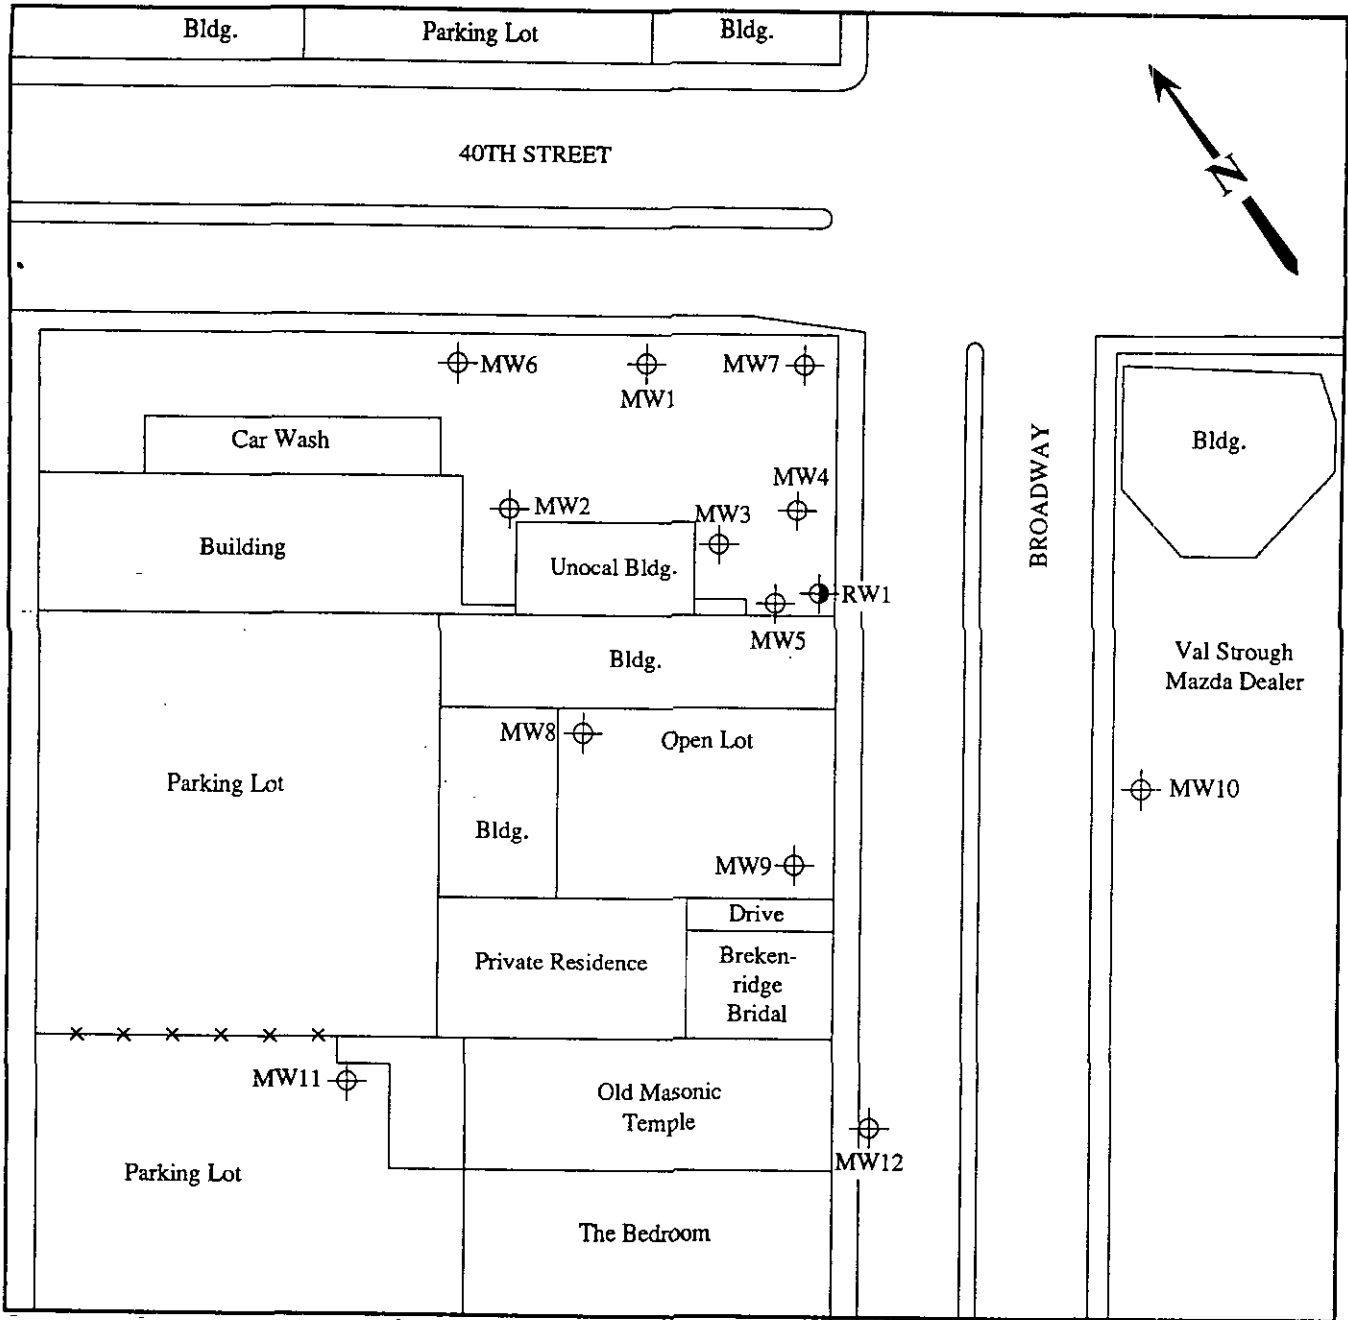 Bldg.
Parking Lot
Bldg.
40TH STREET
N
MW6
MW1
MW7
Car Wash
Bldg.
BROADWAY
MW4
MW2
MW3
Building
Unocal Bldg.
RW1
MW5
Bldg.
Val Strough
Mazda Dealer
MW8
Open Lot
Parking Lot
MW10
Bldg.
MW9
Drive
Private Residence
Breken-
ridge
Bridal
MW11
Old Masonic
Temple
MW12
Parking Lot
The Bedroom